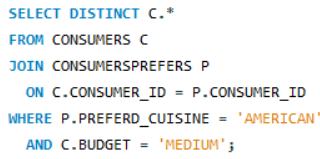 SELECT DISTINCT C.*
FROM CONSUMERS C
JOIN CONSUMERSPREFERS P
ON C.CONSUMER_ID = P.CONSUMER_ID
WHERE P.PREFERD_CUISINE = 'AMERICAN'
AND C.BUDGET = 'MEDIUM';